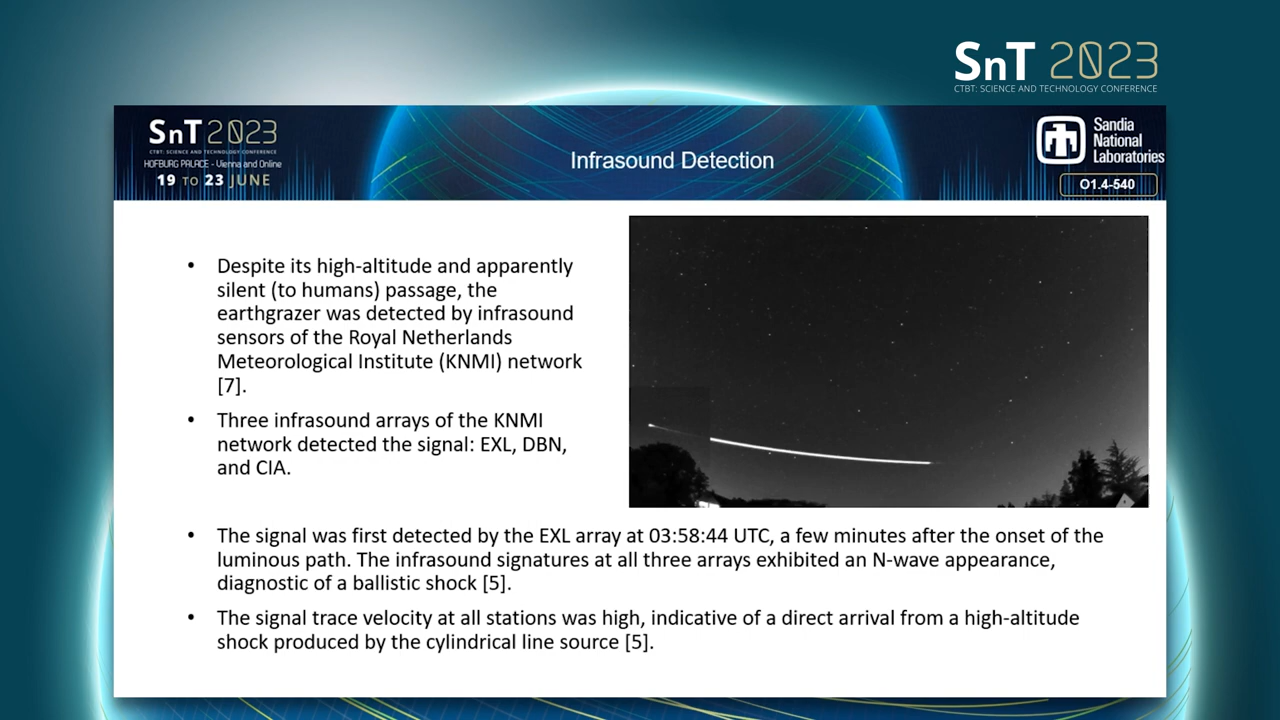 SnT 2023
CTBT: SCIENCE AND TECHNOLOGY CONFERENCE
SnT 2023
CTBT: SCIENCE AND TECHNOLOGY CONFERENCE
HOFBURG PALACE - Vienna and Online
19 TO 23 JUNE
Infrasound Detection
Sandia
National
Laboratories
O1.4-540
• Despite its high-altitude and apparently
silent (to humans) passage, the
earthgrazer was detected by infrasound
sensors of the Royal Netherlands
Meteorological Institute (KNMI) network
[7].
• Three infrasound arrays of the KNMI
network detected the signal: EXL, DBN,
and CIA.
• The signal was first detected by the EXL array at 03:58:44 UTC, a few minutes after the onset of the
luminous path. The infrasound signatures at all three arrays exhibited an N-wave appearance,
diagnostic of a ballistic shock [5].
• The signal trace velocity at all stations was high, indicative of a direct arrival from a high-altitude
shock produced by the cylindrical line source [5].